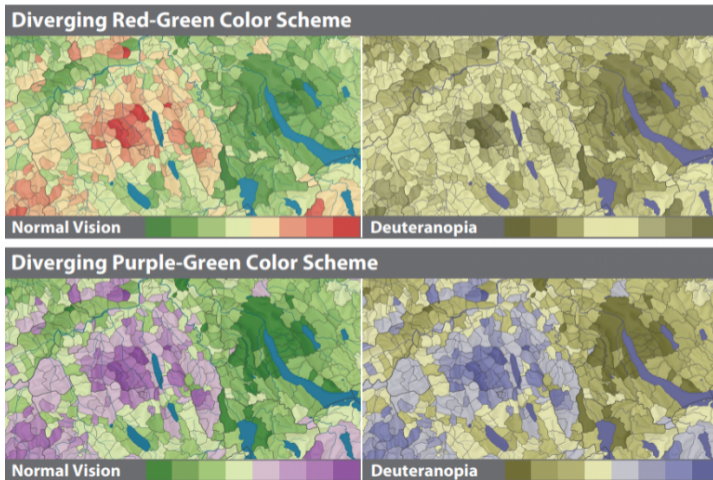 Diverging Red-Green Color Scheme
Normal Vision
Deuteranopia
Diverging Purple-Green Color Scheme
Normal Vision
Deuteranopia